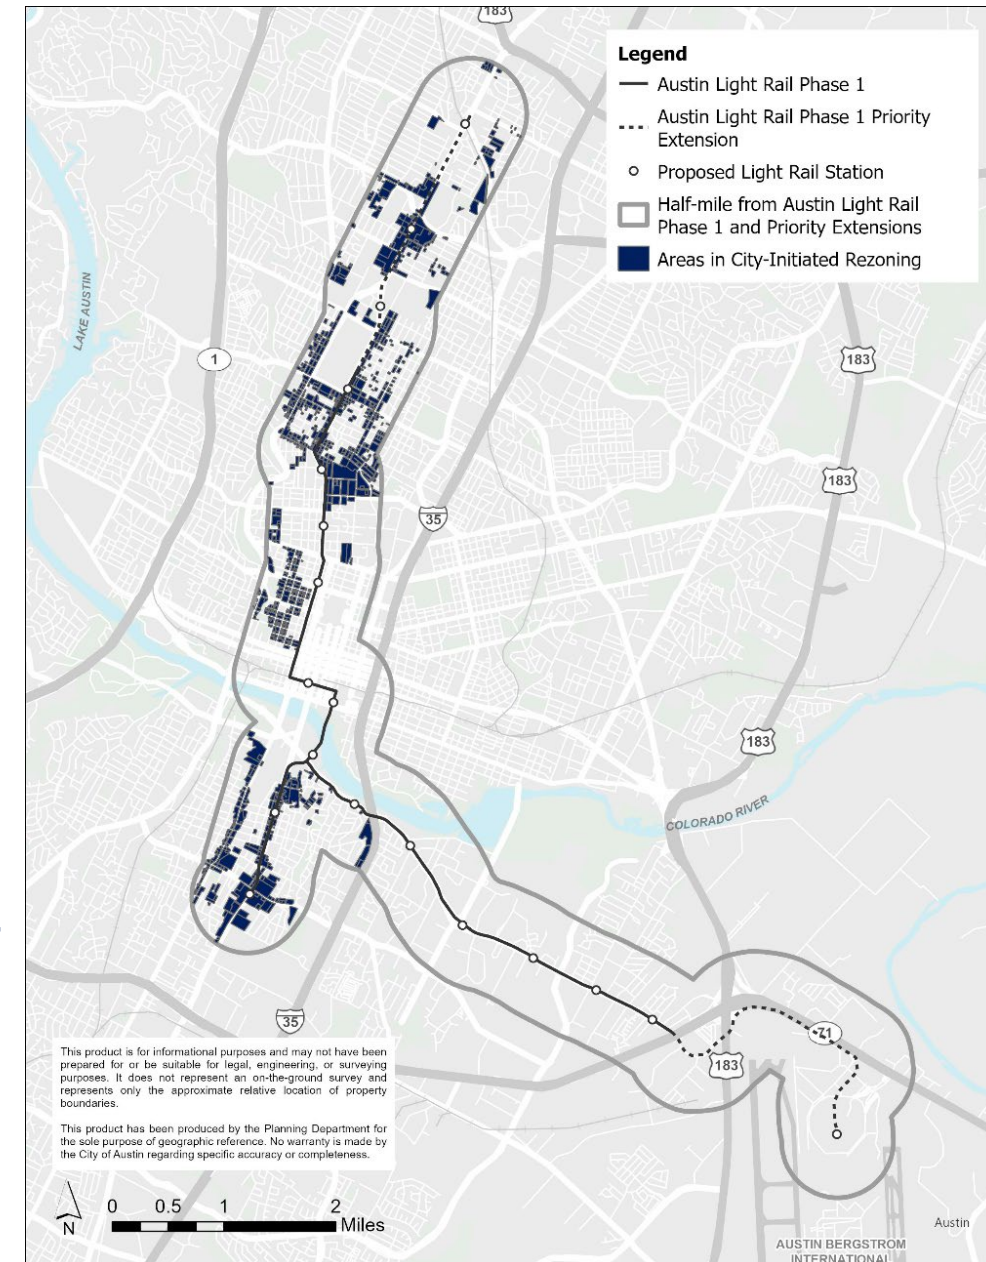 183
Legend
Austin Light Rail Phase 1
Austin Light Rail Phase 1 Priority
Extension
Proposed Light Rail Station
Half-mile from Austin Light Rail
Phase 1 and Priority Extensions
Areas in City-Initiated Rezoning
LAKE AUSTIN
1
183
183
35
183
COLORADO RIVER
35
71
183
This product is for informational purposes and may not have been
prepared for or be suitable for legal, engineering, or surveying
purposes. It does not represent an on-the-ground survey and
represents only the approximate relative location of property
boundaries.
This product has been produced by the Planning Department for
the sole purpose of geographic reference. No warranty is made by
the City of Austin regarding specific accuracy or completeness.
N
0 0.5 1 2
Miles
Austin
AUSTIN BERGSTROM
INTERNATIONAL